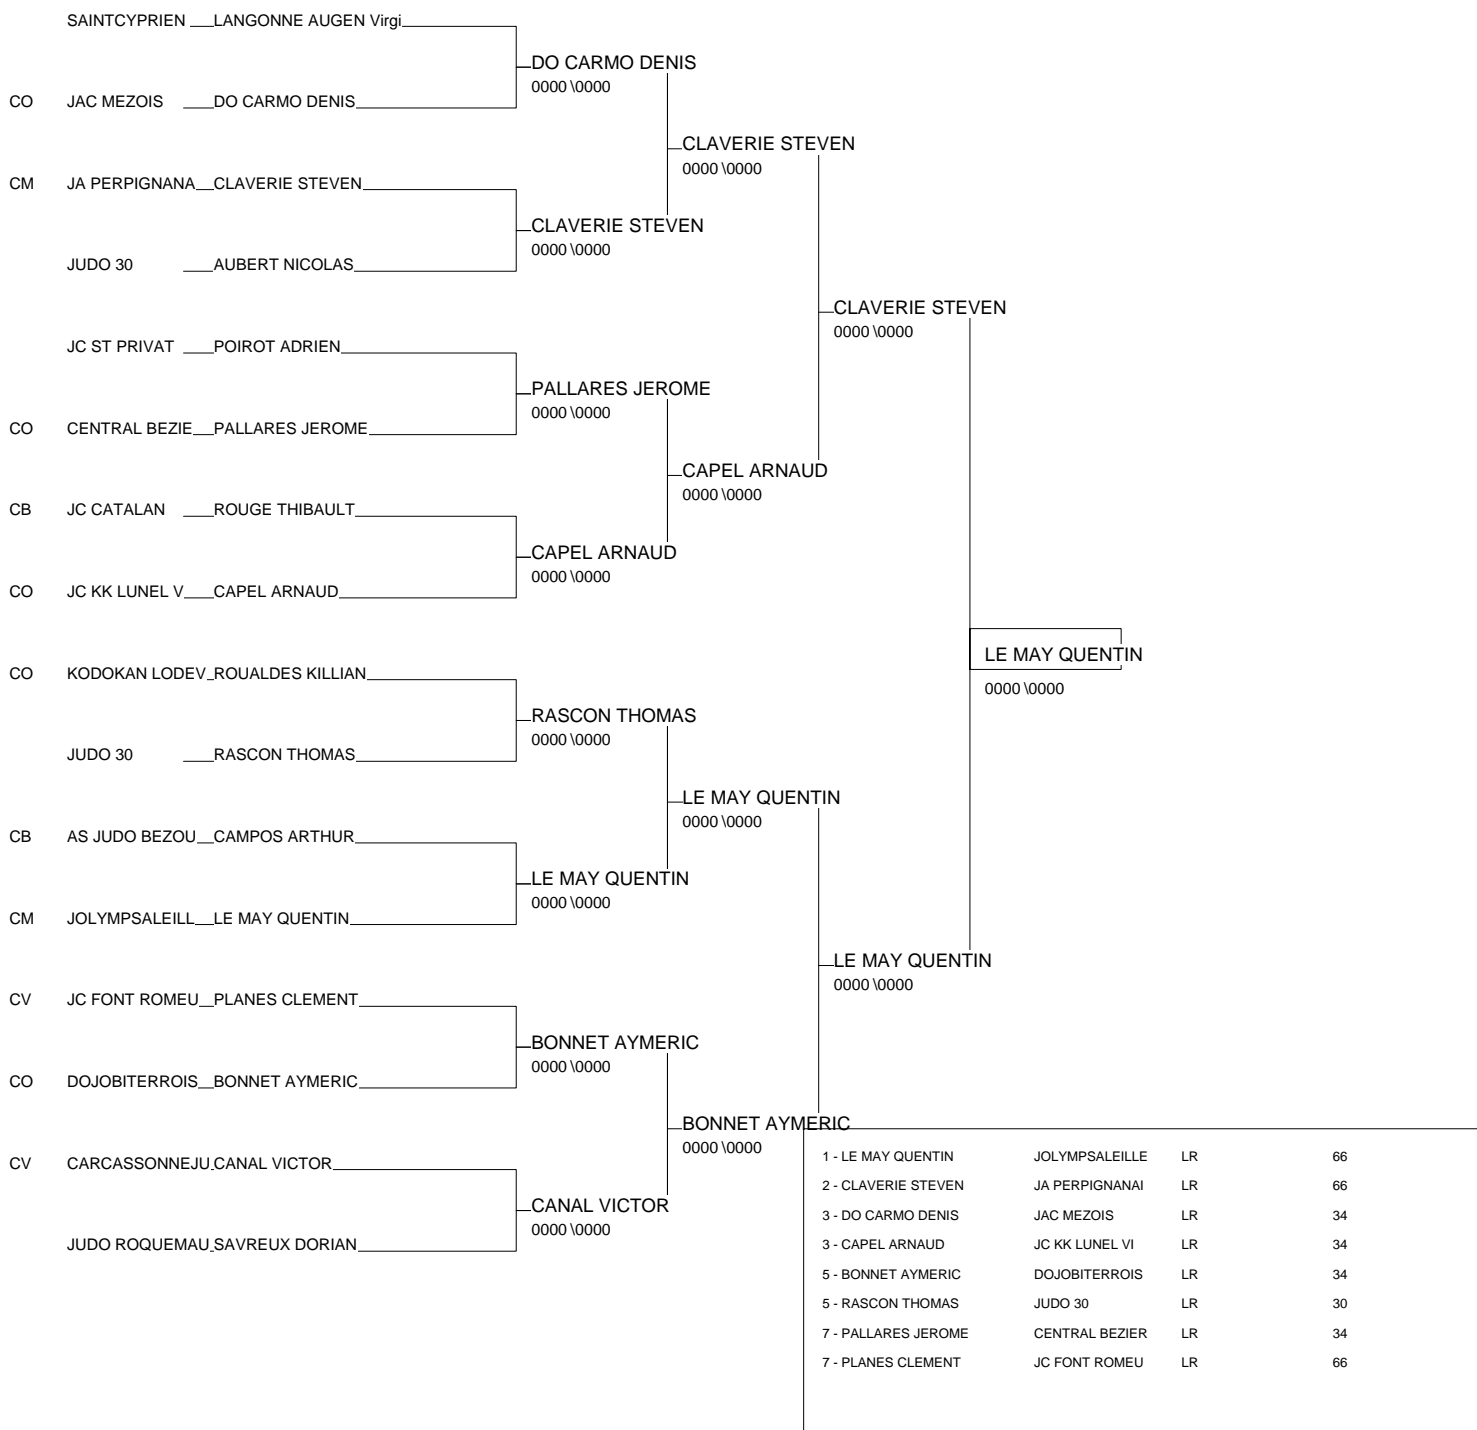 SAINTCYPRIEN LANGONNE AUGEN Virgi
DO CARMO DENIS
0000 \0000
CO JAC MEZOIS DO CARMO DENIS
CLAVERIE STEVEN
0000 \0000
CM JA PERPIGNANA CLAVERIE STEVEN
CLAVERIE STEVEN
0000 \0000
JUDO 30 AUBERT NICOLAS
CLAVERIE STEVEN
0000 \0000
JC ST PRIVAT POIROT ADRIEN
PALLARES JEROME
0000 \0000
CO CENTRAL BEZIE PALLARES JEROME
CAPEL ARNAUD
0000 \0000
CB JC CATALAN ROUGE THIBAULT
CAPEL ARNAUD
0000 \0000
CO JC KK LUNEL V CAPEL ARNAUD
LE MAY QUENTIN
0000 \0000
CO KODOKAN LODEV ROUALDES KILLIAN
RASCON THOMAS
0000 \0000
JUDO 30 RASCON THOMAS
LE MAY QUENTIN
0000 \0000
CB AS JUDO BEZOU CAMPOS ARTHUR
LE MAY QUENTIN
0000 \0000
CM JOLYMPSALEILL LE MAY QUENTIN
LE MAY QUENTIN
0000 \0000
CV JC FONT ROMEU PLANES CLEMENT
BONNET AYMERIC
0000 \0000
CO DOJOBITERROIS BONNET AYMERIC
BONNET AYMERIC
0000 \0000
CV CARCASSONNEJU CANAL VICTOR
CANAL VICTOR
0000 \0000
JUDO ROQUEMAU SAVREUX DORIAN
1 - LE MAY QUENTIN JOLYMPSALEILLE LR 66
2 - CLAVERIE STEVEN JA PERPIGNANAI LR 66
3 - DO CARMO DENIS JAC MEZOIS LR 34
3 - CAPEL ARNAUD JC KK LUNEL VI LR 34
5 - BONNET AYMERIC DOJOBITERROIS LR 34
5 - RASCON THOMAS JUDO 30 LR 30
7 - PALLARES JEROME CENTRAL BEZIER LR 34
7 - PLANES CLEMENT JC FONT ROMEU LR 66